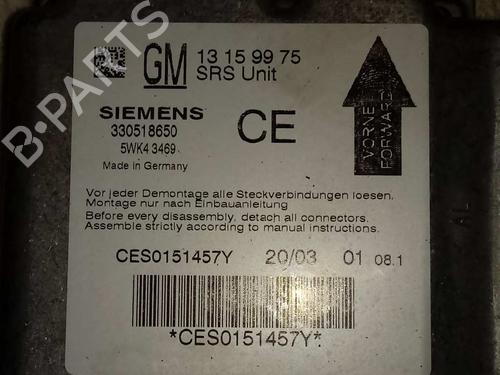 GM
13 15 99 75
SRS Unit
SIEMENS
330518650
5WK4 3469
Made in Germany
CE
VORNE
FORWARD
Vor jeder Demontage alle Steckverbindungen loesen.
Montage nur nach Einbauanleitung
Before every disassembly, detach all connectors.
Assemble strictly according to manual instructions.
CES0151457Y 20/03 01 08.1
*CES0151457Y*
B-PARTS